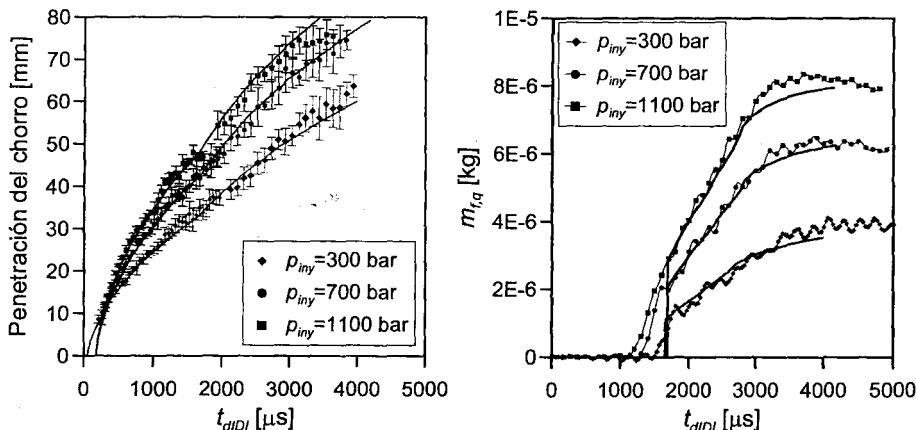 Penetración del chorro [mm]
80
70
60
50
40
30
20
10
0
p_iny=300 bar
p_iny=700 bar
p_iny=1100 bar
0 1000 2000 3000 4000 5000
t_dIDI [μs]
m_f,q [kg]
1E-5
8E-6
6E-6
4E-6
2E-6
0
p_iny=300 bar
p_iny=700 bar
p_iny=1100 bar
0 1000 2000 3000 4000 5000
t_dIDI [μs]